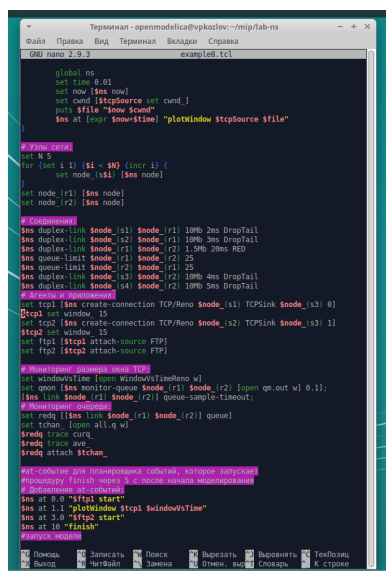 Терминал - openmodelica@vpkozlov: ~/mip/lab-ns
Файл Правка Вид Терминал Вкладки Справка
GNU nano 2.9.3 example8.tcl
global ns
set time 0.01
set now [$ns now]
set cwnd [$tcpSource set cwnd_]
puts $file "$now $cwnd"
$ns at [expr $now+$time] "plotWindow $tcpSource $file"
}
# Узлы сети:
set N 5
for {set i 1} {$i < $N} {incr i} {
set node_(s$i) [$ns node]
}
set node_(r1) [$ns node]
set node_(r2) [$ns node]
# Соединения:
$ns duplex-link $node_(s1) $node_(r1) 10Mb 2ms DropTail
$ns duplex-link $node_(s2) $node_(r1) 10Mb 3ms DropTail
$ns duplex-link $node_(r1) $node_(r2) 1.5Mb 20ms RED
$ns queue-limit $node_(r1) $node_(r2) 25
$ns queue-limit $node_(r2) $node_(r1) 25
$ns duplex-link $node_(s3) $node_(r2) 10Mb 4ms DropTail
$ns duplex-link $node_(s4) $node_(r2) 10Mb 5ms DropTail
# Агенты и приложения:
set tcp1 [$ns create-connection TCP/Reno $node_(s1) TCPSink $node_(s3) 0]
$tcp1 set window_ 15
set tcp2 [$ns create-connection TCP/Reno $node_(s2) TCPSink $node_(s3) 1]
$tcp2 set window_ 15
set ftp1 [$tcp1 attach-source FTP]
set ftp2 [$tcp2 attach-source FTP]
# Мониторинг размера окна TCP:
set windowVsTime [open WindowVsTimeReno w]
set qmon [$ns monitor-queue $node_(r1) $node_(r2) [open qm.out w] 0.1];
[$ns link $node_(r1) $node_(r2)] queue-sample-timeout;
# Мониторинг очереди:
set redq [[$ns link $node_(r1) $node_(r2)] queue]
set tchan_ [open all.q w]
$redq trace curq_
$redq trace ave_
$redq attach $tchan_
#at-событие для планировщика событий, которое запускает
#процедуру finish через 5 с после начала моделирования
# Добавление at-событий:
$ns at 0.0 "$ftp1 start"
$ns at 1.1 "plotWindow $tcp1 $windowVsTime"
$ns at 3.0 "$ftp2 start"
$ns at 10 "finish"
#запуск модели
^G Помощь ^O Записать ^W Поиск ^K Вырезать ^J Выровнять ^C ТекПозиц
^X Выход ^R ЧитФайл ^\ Замена ^U Отмен. выр ^T Словарь ^_ К строке